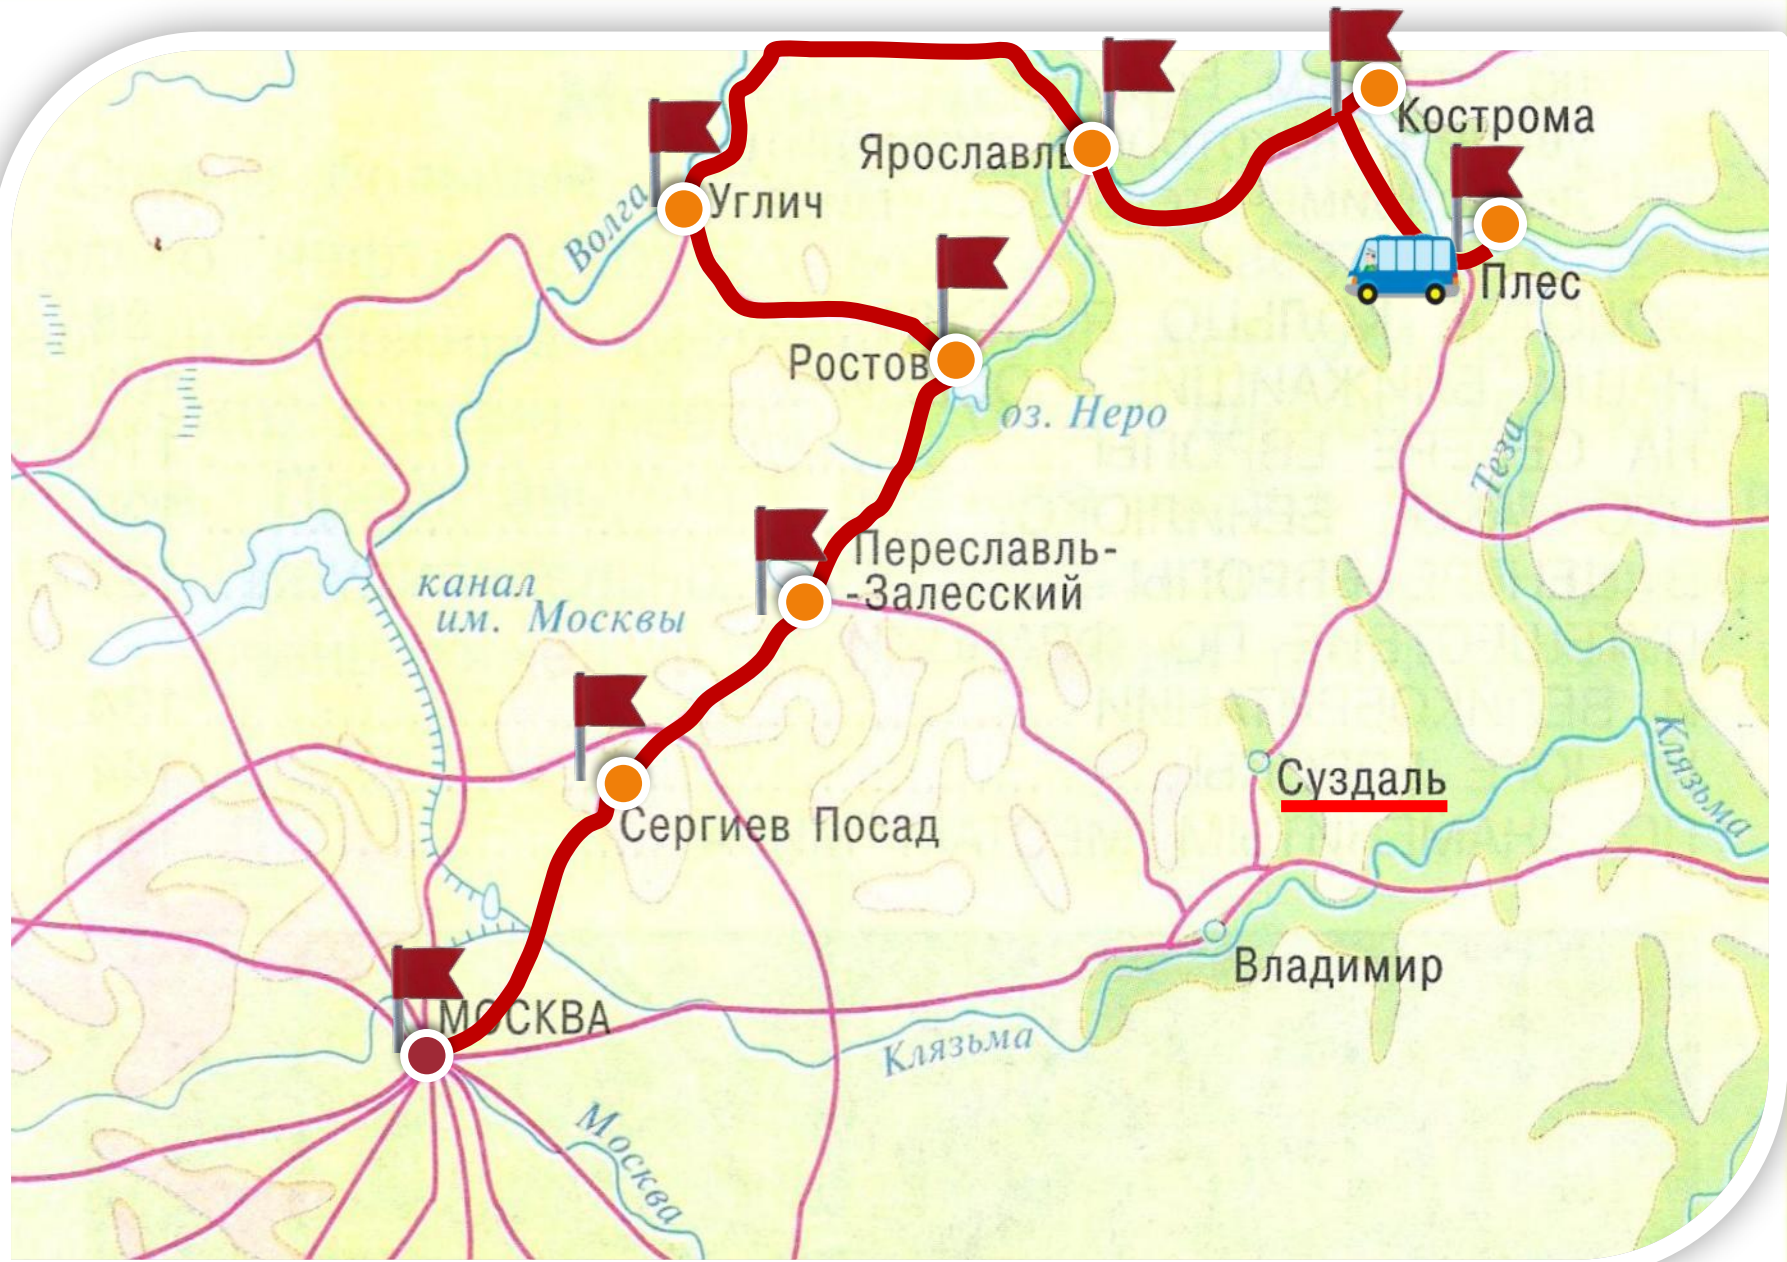 Кострома
Ярославль
Углич
Волга
Плес
Ростов
оз. Неро
Теза
Переславль-
-Залесский
канал
им. Москвы
Клязьма
Суздаль
Сергиев Посад
Владимир
МОСКВА
Клязьма
Москва